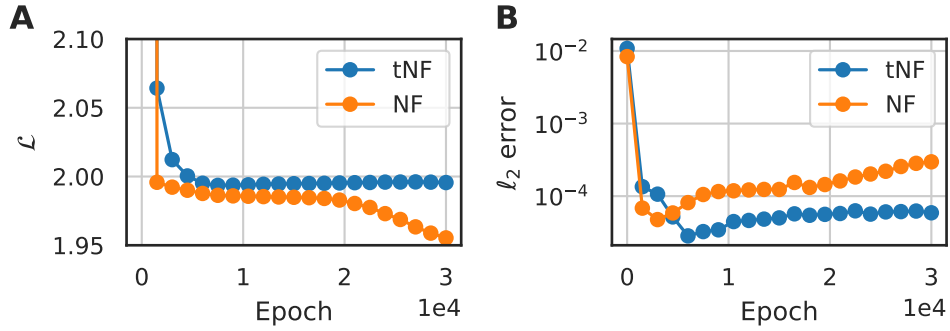 A
2.10
2.05
2.00
1.95
ℒ
tNF
NF
0
1
2
3
1e4
Epoch
B
10⁻²
10⁻³
10⁻⁴
ℓ₂ error
tNF
NF
0
1
2
3
1e4
Epoch